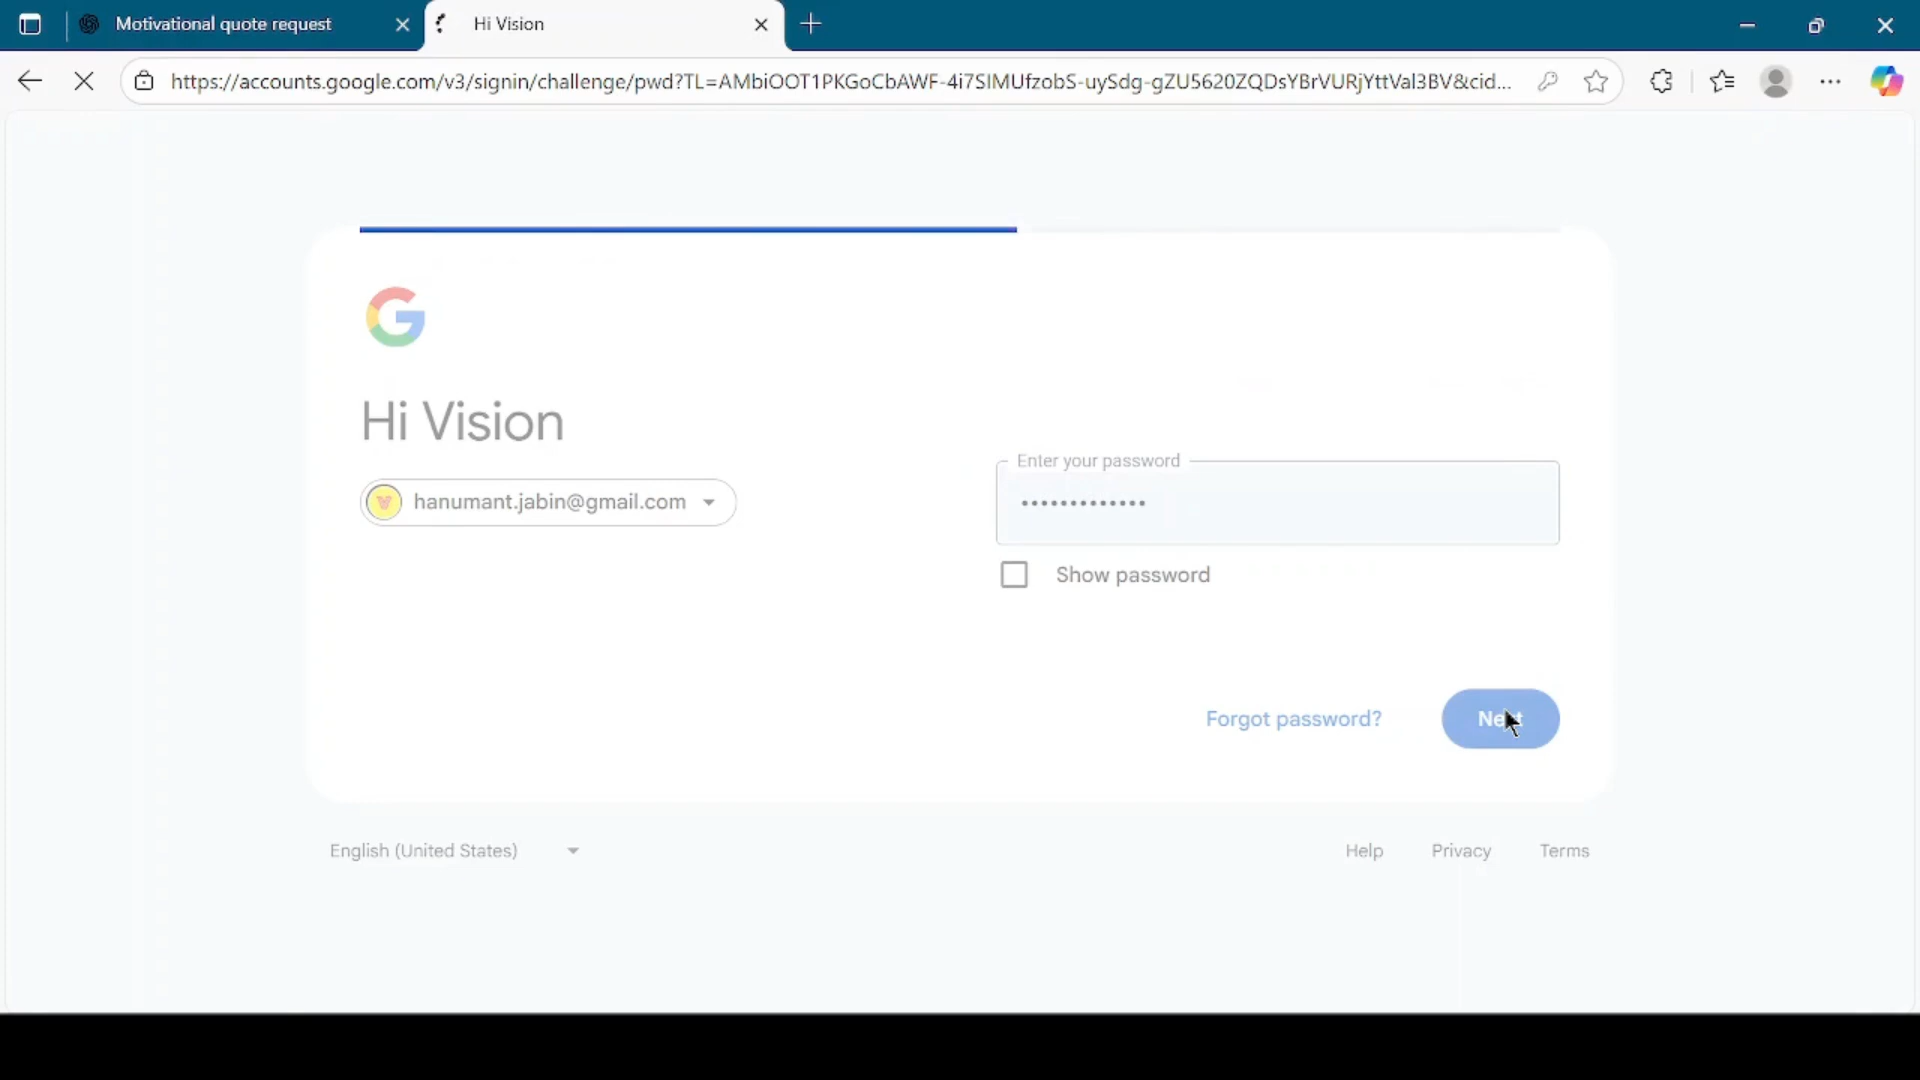 Motivational quote request
Hi Vision
https://accounts.google.com/v3/signin/challenge/pwd?TL=AMbiOOT1PKGoCbAWF-4i7SIMUfzobS-uySdg-gZU5620ZQDsYBrVURjYttVal3BV&cid...
Hi Vision
hanumant.jabin@gmail.com
Enter your password
•••••••••••••
Show password
Forgot password?
Next
English (United States)
Help Privacy Terms